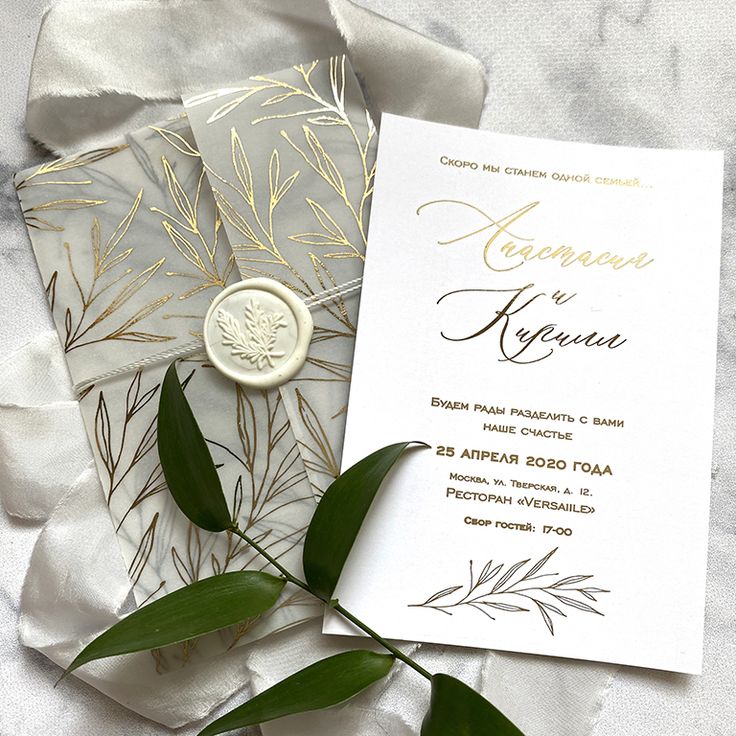 Скоро мы станем одной семьей...
Анастасия
и
Кирилл
Будем рады разделить с вами
наше счастье
25 апреля 2020 года
Москва, ул. Тверская, д. 12,
Ресторан «Versaille»
Сбор гостей: 17-00